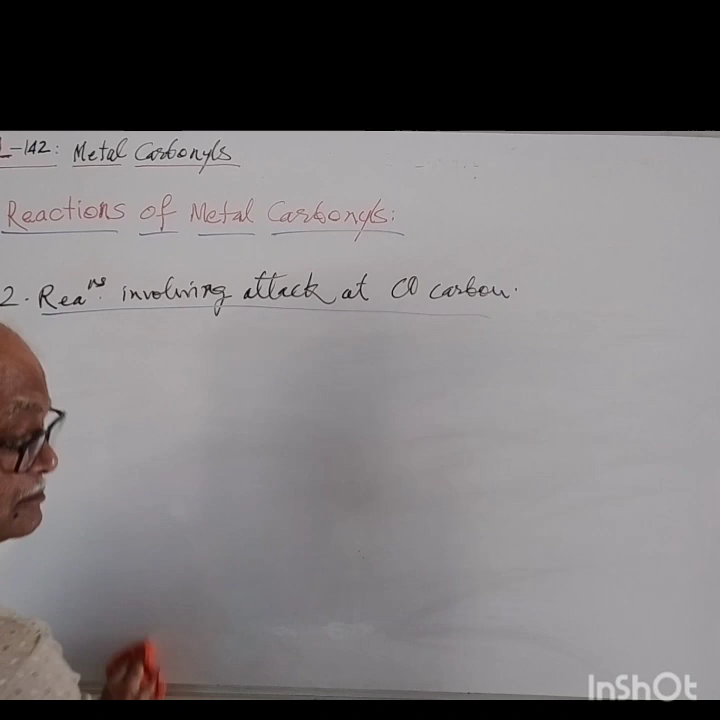 L-142: Metal Carbonyls
Reactions of Metal Carbonyls:
2. Reaⁿˢ. involving attack at CO carbon.
InShOt